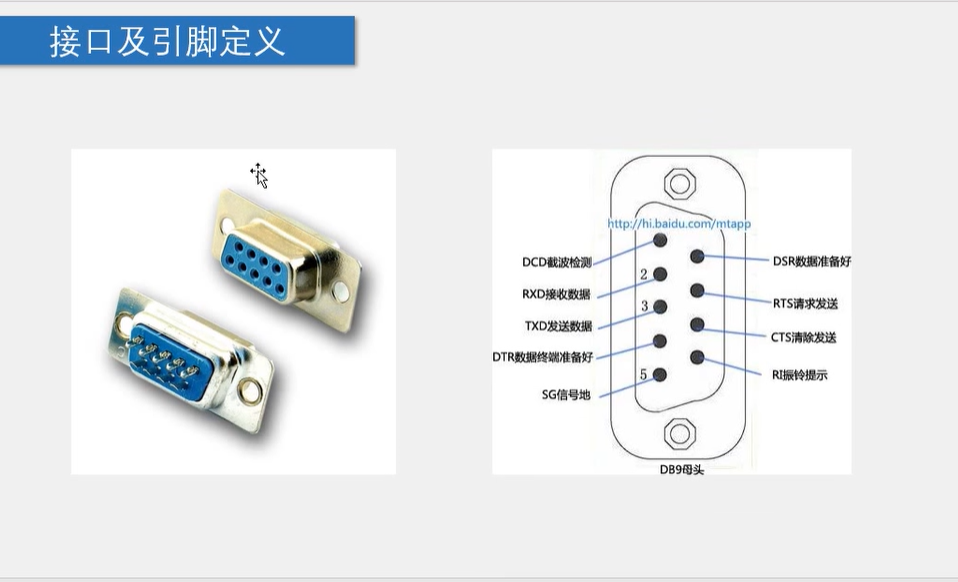 接口及引脚定义
http://hi.baidu.com/mtapp
DCD截波检测
DSR数据准备好
2
RXD接收数据
RTS请求发送
3
TXD发送数据
CTS清除发送
DTR数据终端准备好
RI振铃提示
5
SG信号地
DB9母头